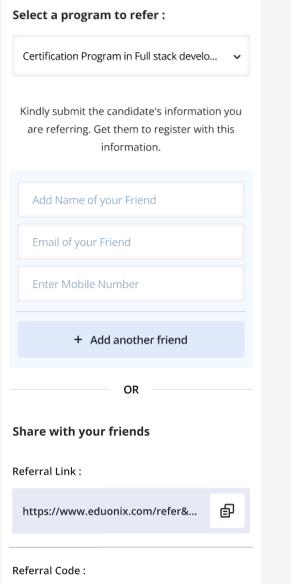 Select a program to refer :
Certification Program in Full stack develo...
Kindly submit the candidate's information you
are referring. Get them to register with this
information.
Add Name of your Friend
Email of your Friend
Enter Mobile Number
+ Add another friend
OR
Share with your friends
Referral Link :
https://www.eduonix.com/refer&...
Referral Code :